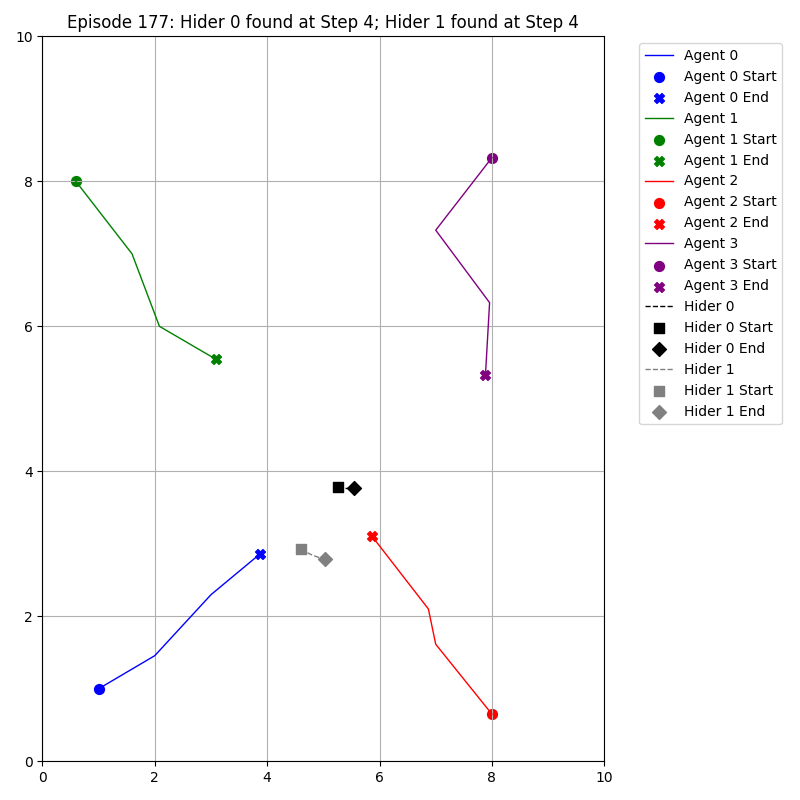 Episode 177: Hider 0 found at Step 4; Hider 1 found at Step 4
10
8
6
4
2
0
0 2 4 6 8 10
Agent 0
Agent 0 Start
Agent 0 End
Agent 1
Agent 1 Start
Agent 1 End
Agent 2
Agent 2 Start
Agent 2 End
Agent 3
Agent 3 Start
Agent 3 End
Hider 0
Hider 0 Start
Hider 0 End
Hider 1
Hider 1 Start
Hider 1 End